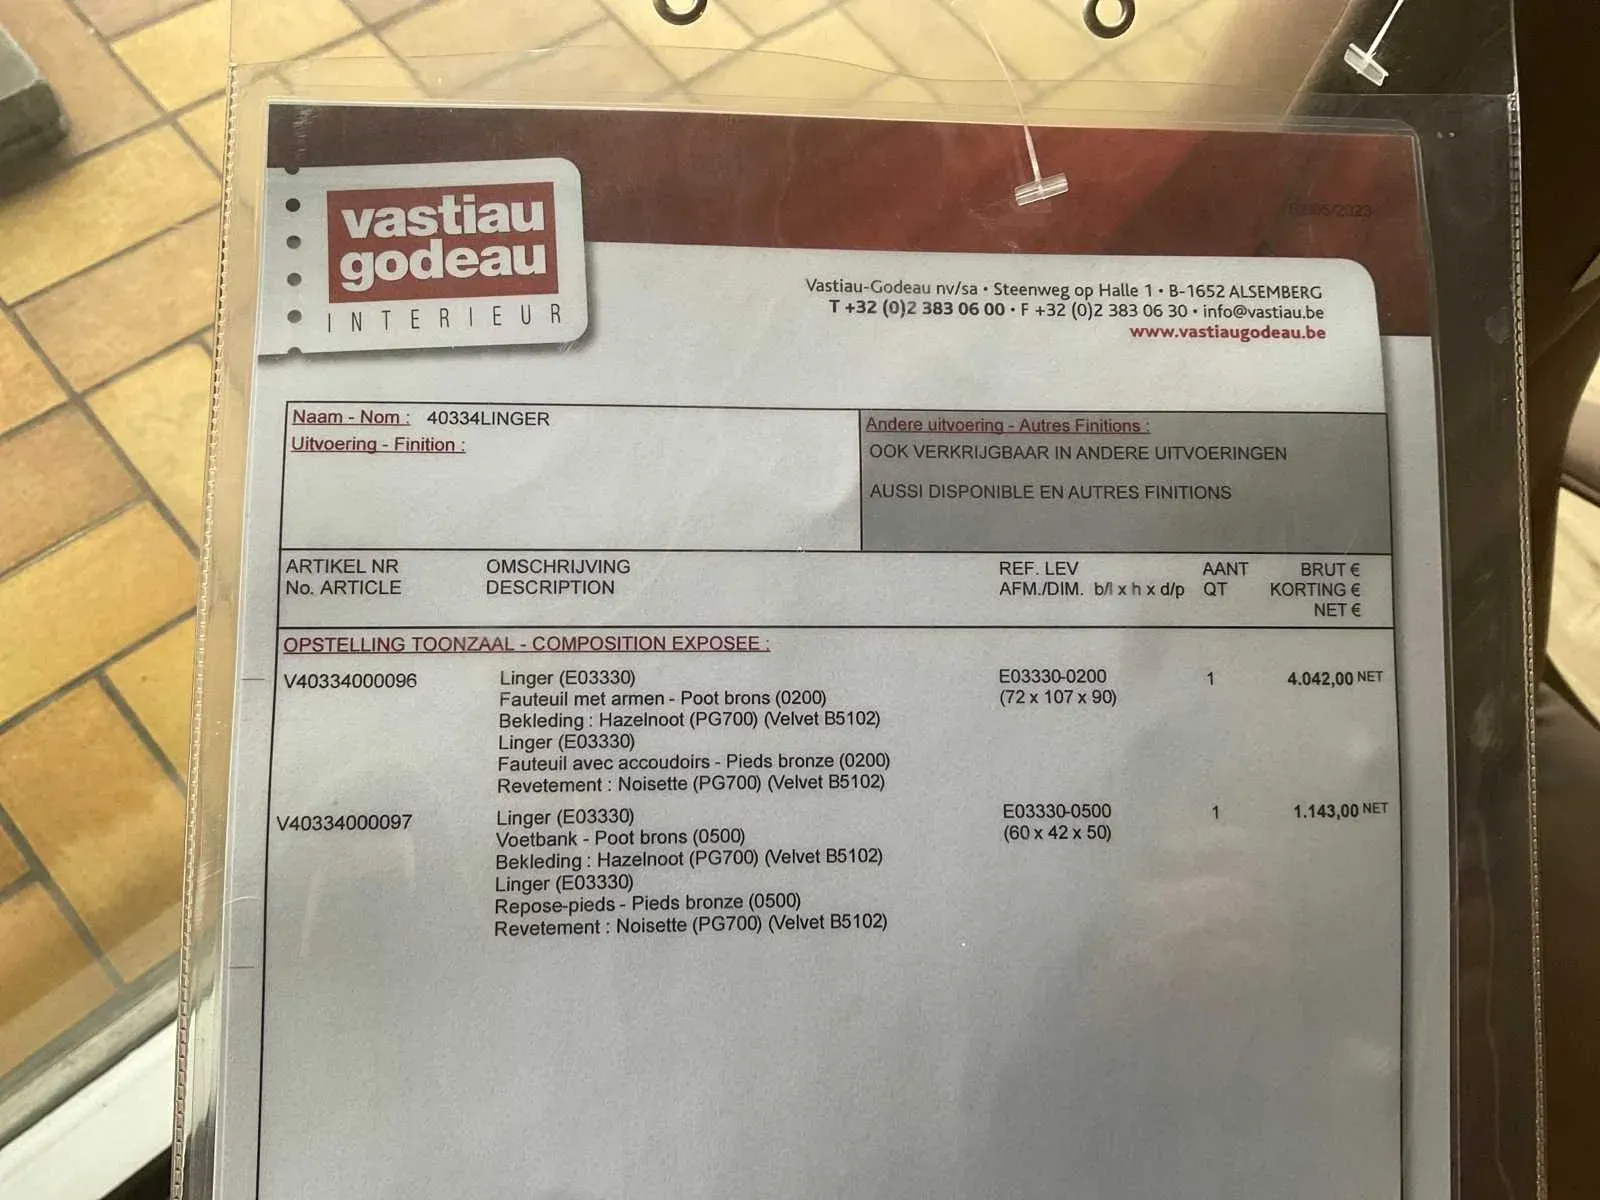 vastiau
godeau
INTERIEUR
/05/2023
Vastiau-Godeau nv/sa • Steenweg op Halle 1 • B-1652 ALSEMBERG
T +32 (0)2 383 06 00 • F +32 (0)2 383 06 30 • info@vastiau.be
www.vastiaugodeau.be
Naam - Nom : 40334LINGER
Uitvoering - Finition :
Andere uitvoering - Autres Finitions :
OOK VERKRIJGBAAR IN ANDERE UITVOERINGEN
AUSSI DISPONIBLE EN AUTRES FINITIONS
ARTIKEL NR OMSCHRIJVING REF. LEV AANT BRUT €
No. ARTICLE DESCRIPTION AFM./DIM. b/l x h x d/p QT KORTING €
NET €
OPSTELLING TOONZAAL - COMPOSITION EXPOSEE :
V40334000096 Linger (E03330) E03330-0200 1 4.042,00 NET
Fauteuil met armen - Poot brons (0200) (72 x 107 x 90)
Bekleding : Hazelnoot (PG700) (Velvet B5102)
Linger (E03330)
Fauteuil avec accoudoirs - Pieds bronze (0200)
Revetement : Noisette (PG700) (Velvet B5102)
V40334000097 Linger (E03330) E03330-0500 1 1.143,00 NET
Voetbank - Poot brons (0500) (60 x 42 x 50)
Bekleding : Hazelnoot (PG700) (Velvet B5102)
Linger (E03330)
Repose-pieds - Pieds bronze (0500)
Revetement : Noisette (PG700) (Velvet B5102)